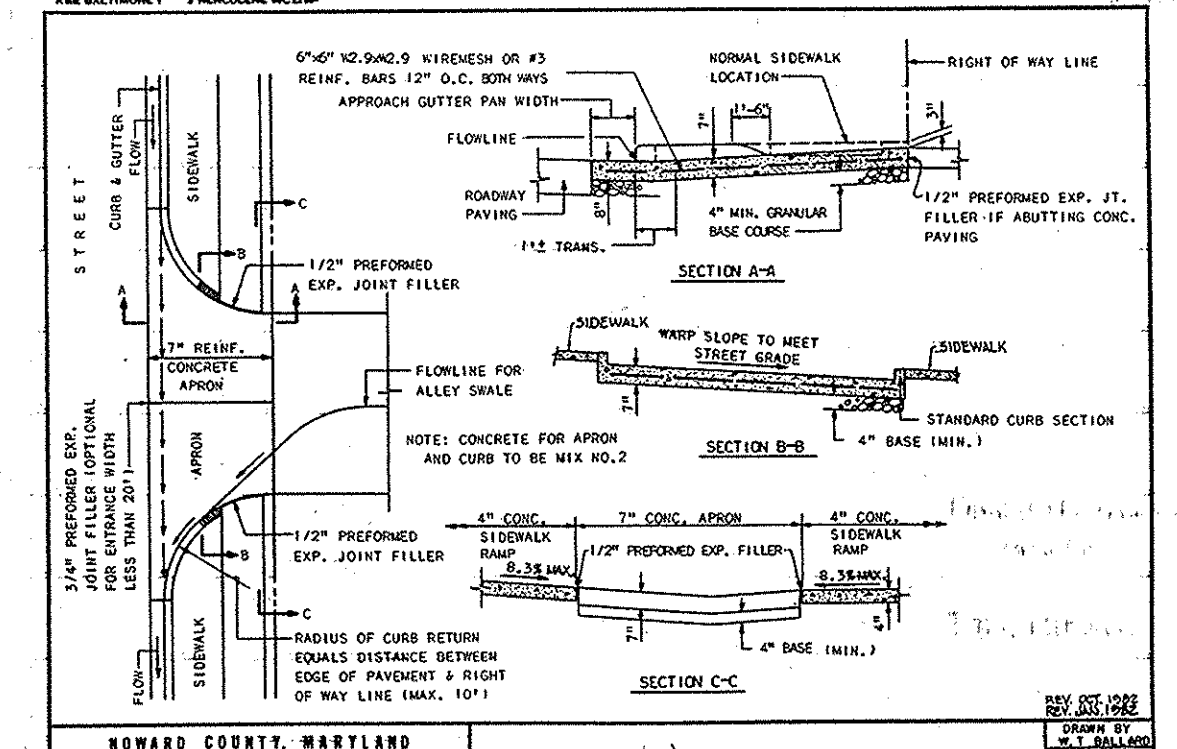 6"x6" W2.9xW2.9 WIREMESH OR #3
REINF. BARS 12" O.C. BOTH WAYS
APPROACH GUTTER PAN WIDTH
FLOWLINE
NORMAL SIDEWALK
LOCATION
RIGHT OF WAY LINE
1'-6"
7"
3"
ROADWAY
PAVING
8"
1'± TRANS.
4" MIN. GRANULAR
BASE COURSE
1/2" PREFORMED EXP. JT.
FILLER IF ABUTTING CONC.
PAVING
SECTION A-A
STREET
CURB & GUTTER
FLOW
SIDEWALK
C
B
1/2" PREFORMED
EXP. JOINT FILLER
A
A
7" REINF.
CONCRETE
APRON
FLOWLINE FOR
ALLEY SWALE
3/4" PREFORMED EXP.
JOINT FILLER (OPTIONAL
FOR ENTRANCE WIDTH
LESS THAN 20')
APRON
NOTE: CONCRETE FOR APRON
AND CURB TO BE MIX NO.2
1/2" PREFORMED
EXP. JOINT FILLER
B
C
RADIUS OF CURB RETURN
EQUALS DISTANCE BETWEEN
EDGE OF PAVEMENT & RIGHT
OF WAY LINE (MAX. 10')
FLOW
SIDEWALK
SIDEWALK
WARP SLOPE TO MEET
STREET GRADE
SIDEWALK
7"
STANDARD CURB SECTION
4" BASE (MIN.)
SECTION B-B
4" CONC.
SIDEWALK
RAMP
7" CONC. APRON
4" CONC.
SIDEWALK
RAMP
1/2" PREFORMED EXP. FILLER
8.3% MAX.
8.3% MAX.
7"
4"
4" BASE (MIN.)
SECTION C-C
REV. OCT. 1982
REV. JAN. 1982
DRAWN BY
W.T. BALLARD
HOWARD COUNTY, MARYLAND